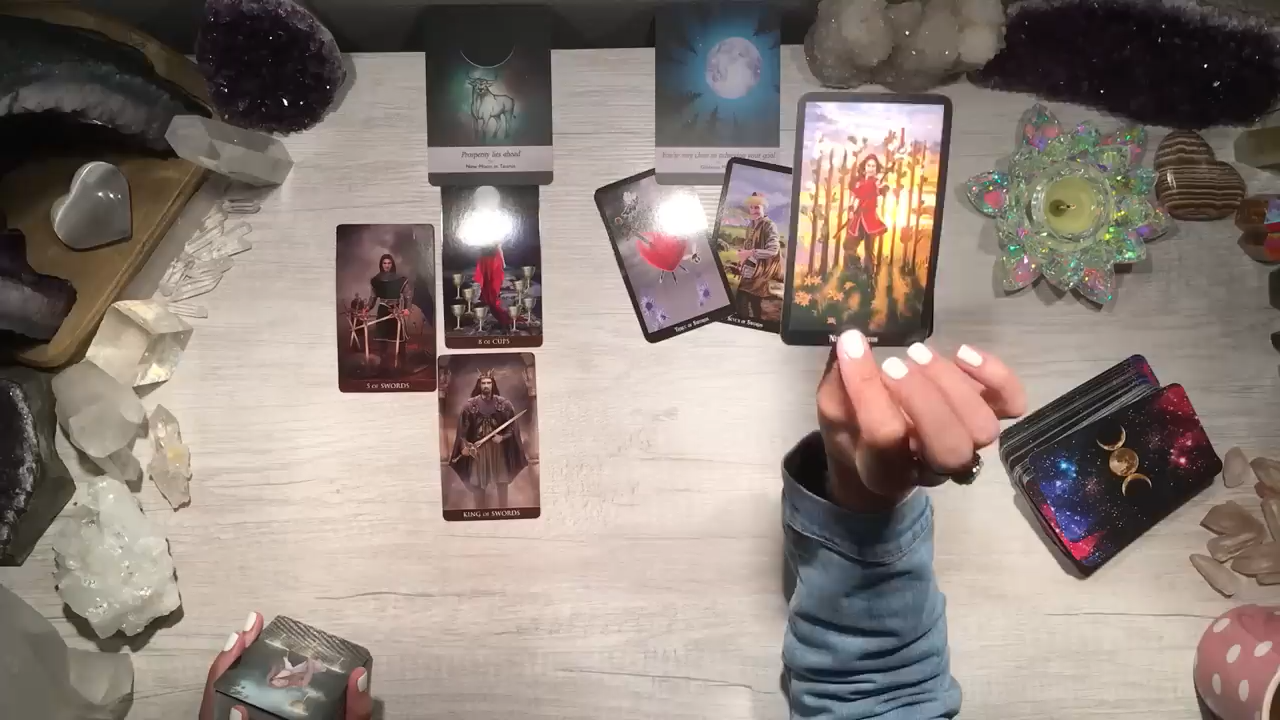 Prosperity lies ahead
New Moon in Taurus
You're very close to achieving your goal
8 OF CUPS
5 OF SWORDS
KING OF SWORDS
THREE OF SWORDS
SEVEN OF SWORDS